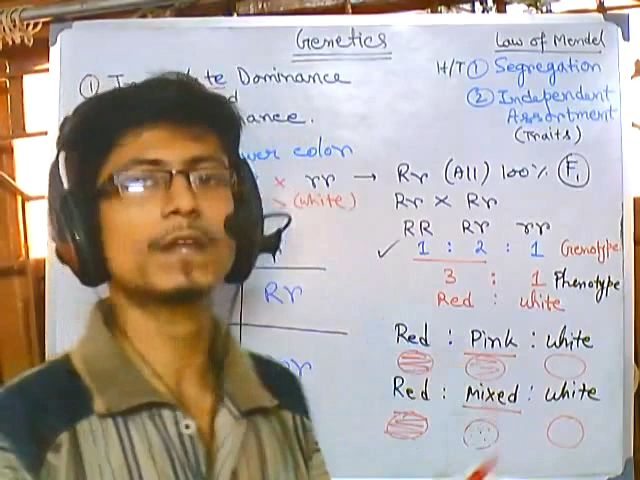 Genetics
Law of Mendel
H/T ① Segregation
② Independent
Assortment
(Traits)
① Dominance
color
x rr → Rr (All) 100% F₁
(white)
Rr x Rr
RR Rr rr
✓ 1 : 2 : 1 Genotype
3 : 1 Phenotype
Red : white
Rr
Red : Pink : white
Red : Mixed : white